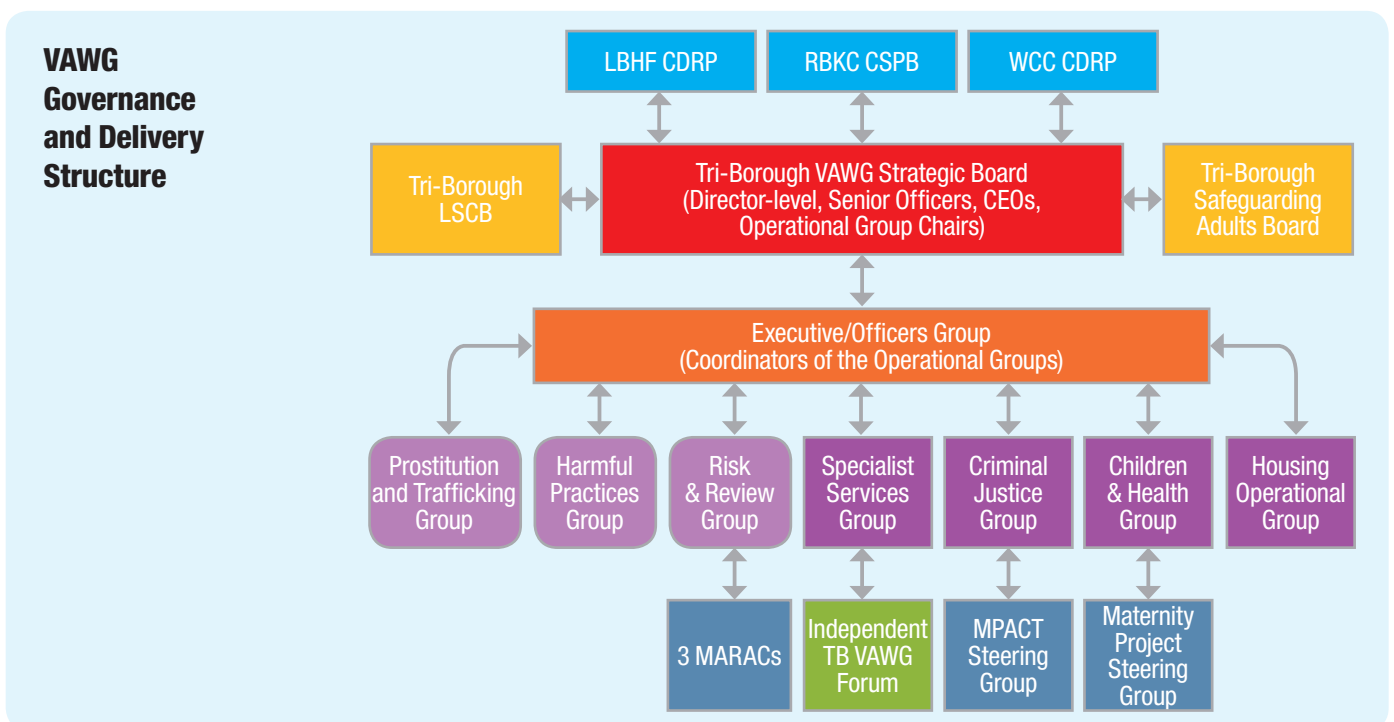 VAWG
Governance
and Delivery
Structure
LBHF CDRP
RBKC CSPB
WCC CDRP
Tri-Borough
LSCB
Tri-Borough VAWG Strategic Board
(Director-level, Senior Officers, CEOs,
Operational Group Chairs)
Tri-Borough
Safeguarding
Adults Board
Executive/Officers Group
(Coordinators of the Operational Groups)
Prostitution
and Trafficking
Group
Harmful
Practices
Group
Risk
& Review
Group
Specialist
Services
Group
Criminal
Justice
Group
Children
& Health
Group
Housing
Operational
Group
3 MARACs
Independent
TB VAWG
Forum
MPACT
Steering
Group
Maternity
Project
Steering
Group